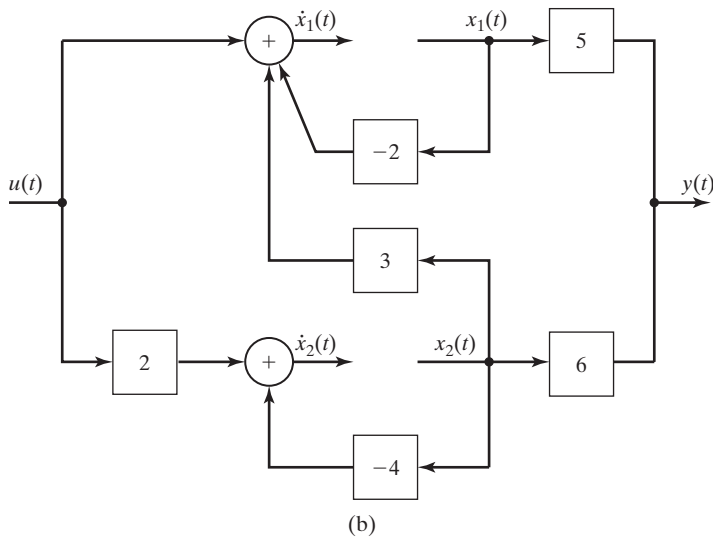 ẋ₁(t)
x₁(t)
+
5
−2
u(t)
y(t)
3
ẋ₂(t)
x₂(t)
2
+
6
−4
(b)